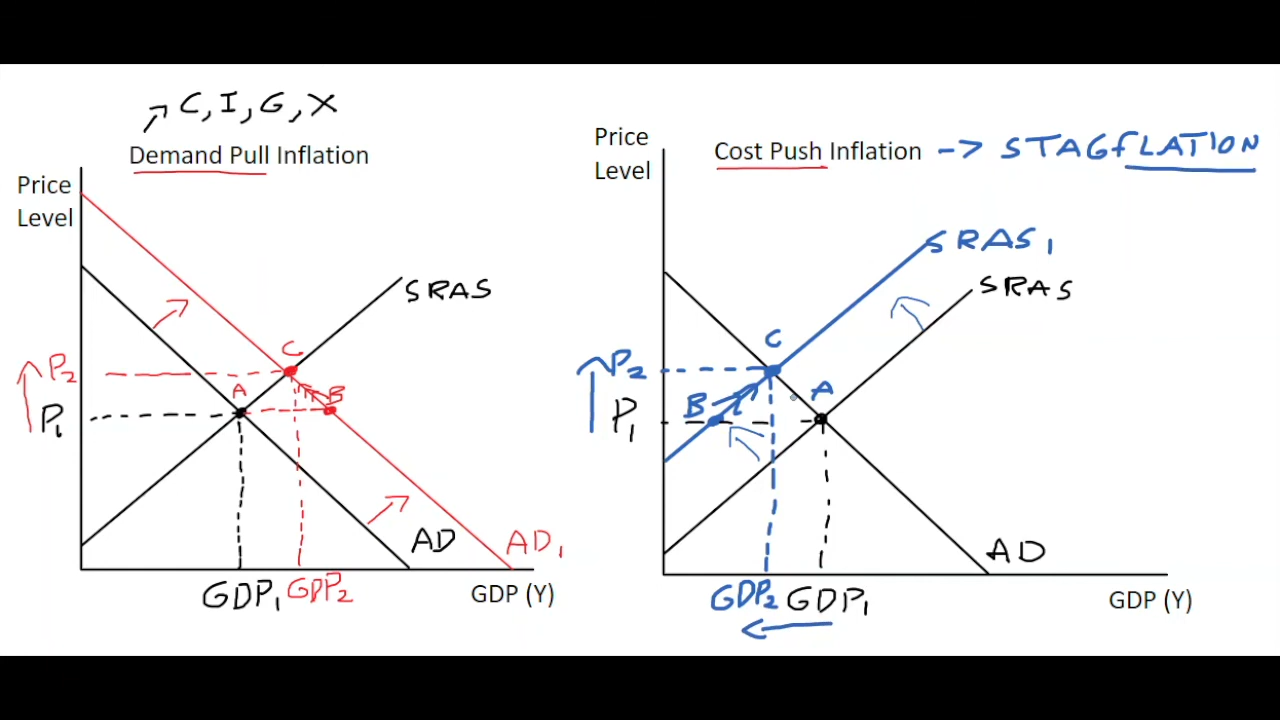 ↗ C, I, G, X
Demand Pull Inflation
Price
Level
SRAS
C
P₂
A
B
P₁
AD
AD₁
GDP₁
GDP₂
GDP (Y)
Price
Level
Cost Push Inflation -> STAGfLATION
SRAS₁
SRAS
C
P₂
A
B
P₁
AD
GDP₂
GDP₁
GDP (Y)